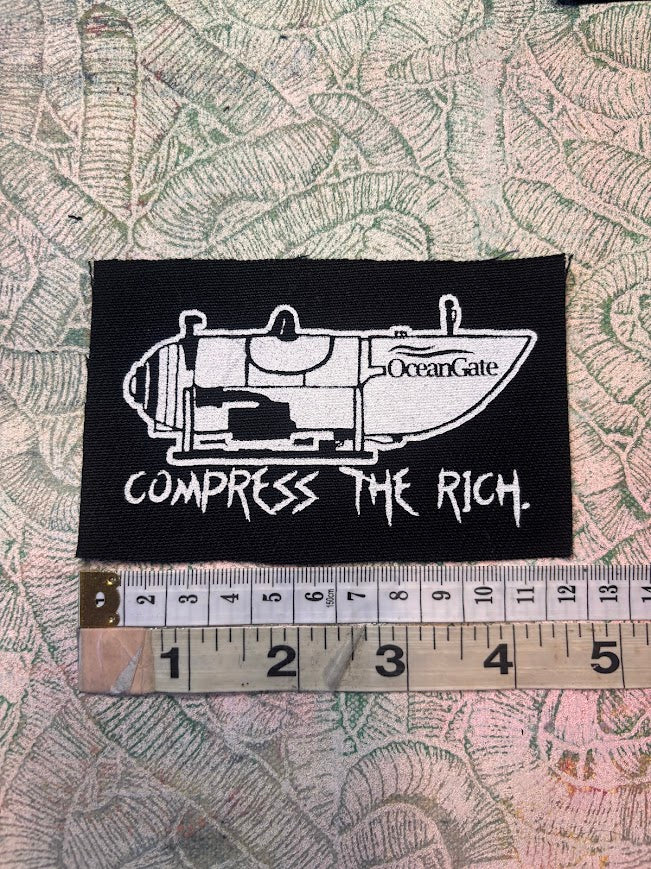 OceanGate
COMPRESS THE RICH.
2 3 4 5 6 7 8 9 10 11 12 13 14
150cm
1 2 3 4 5